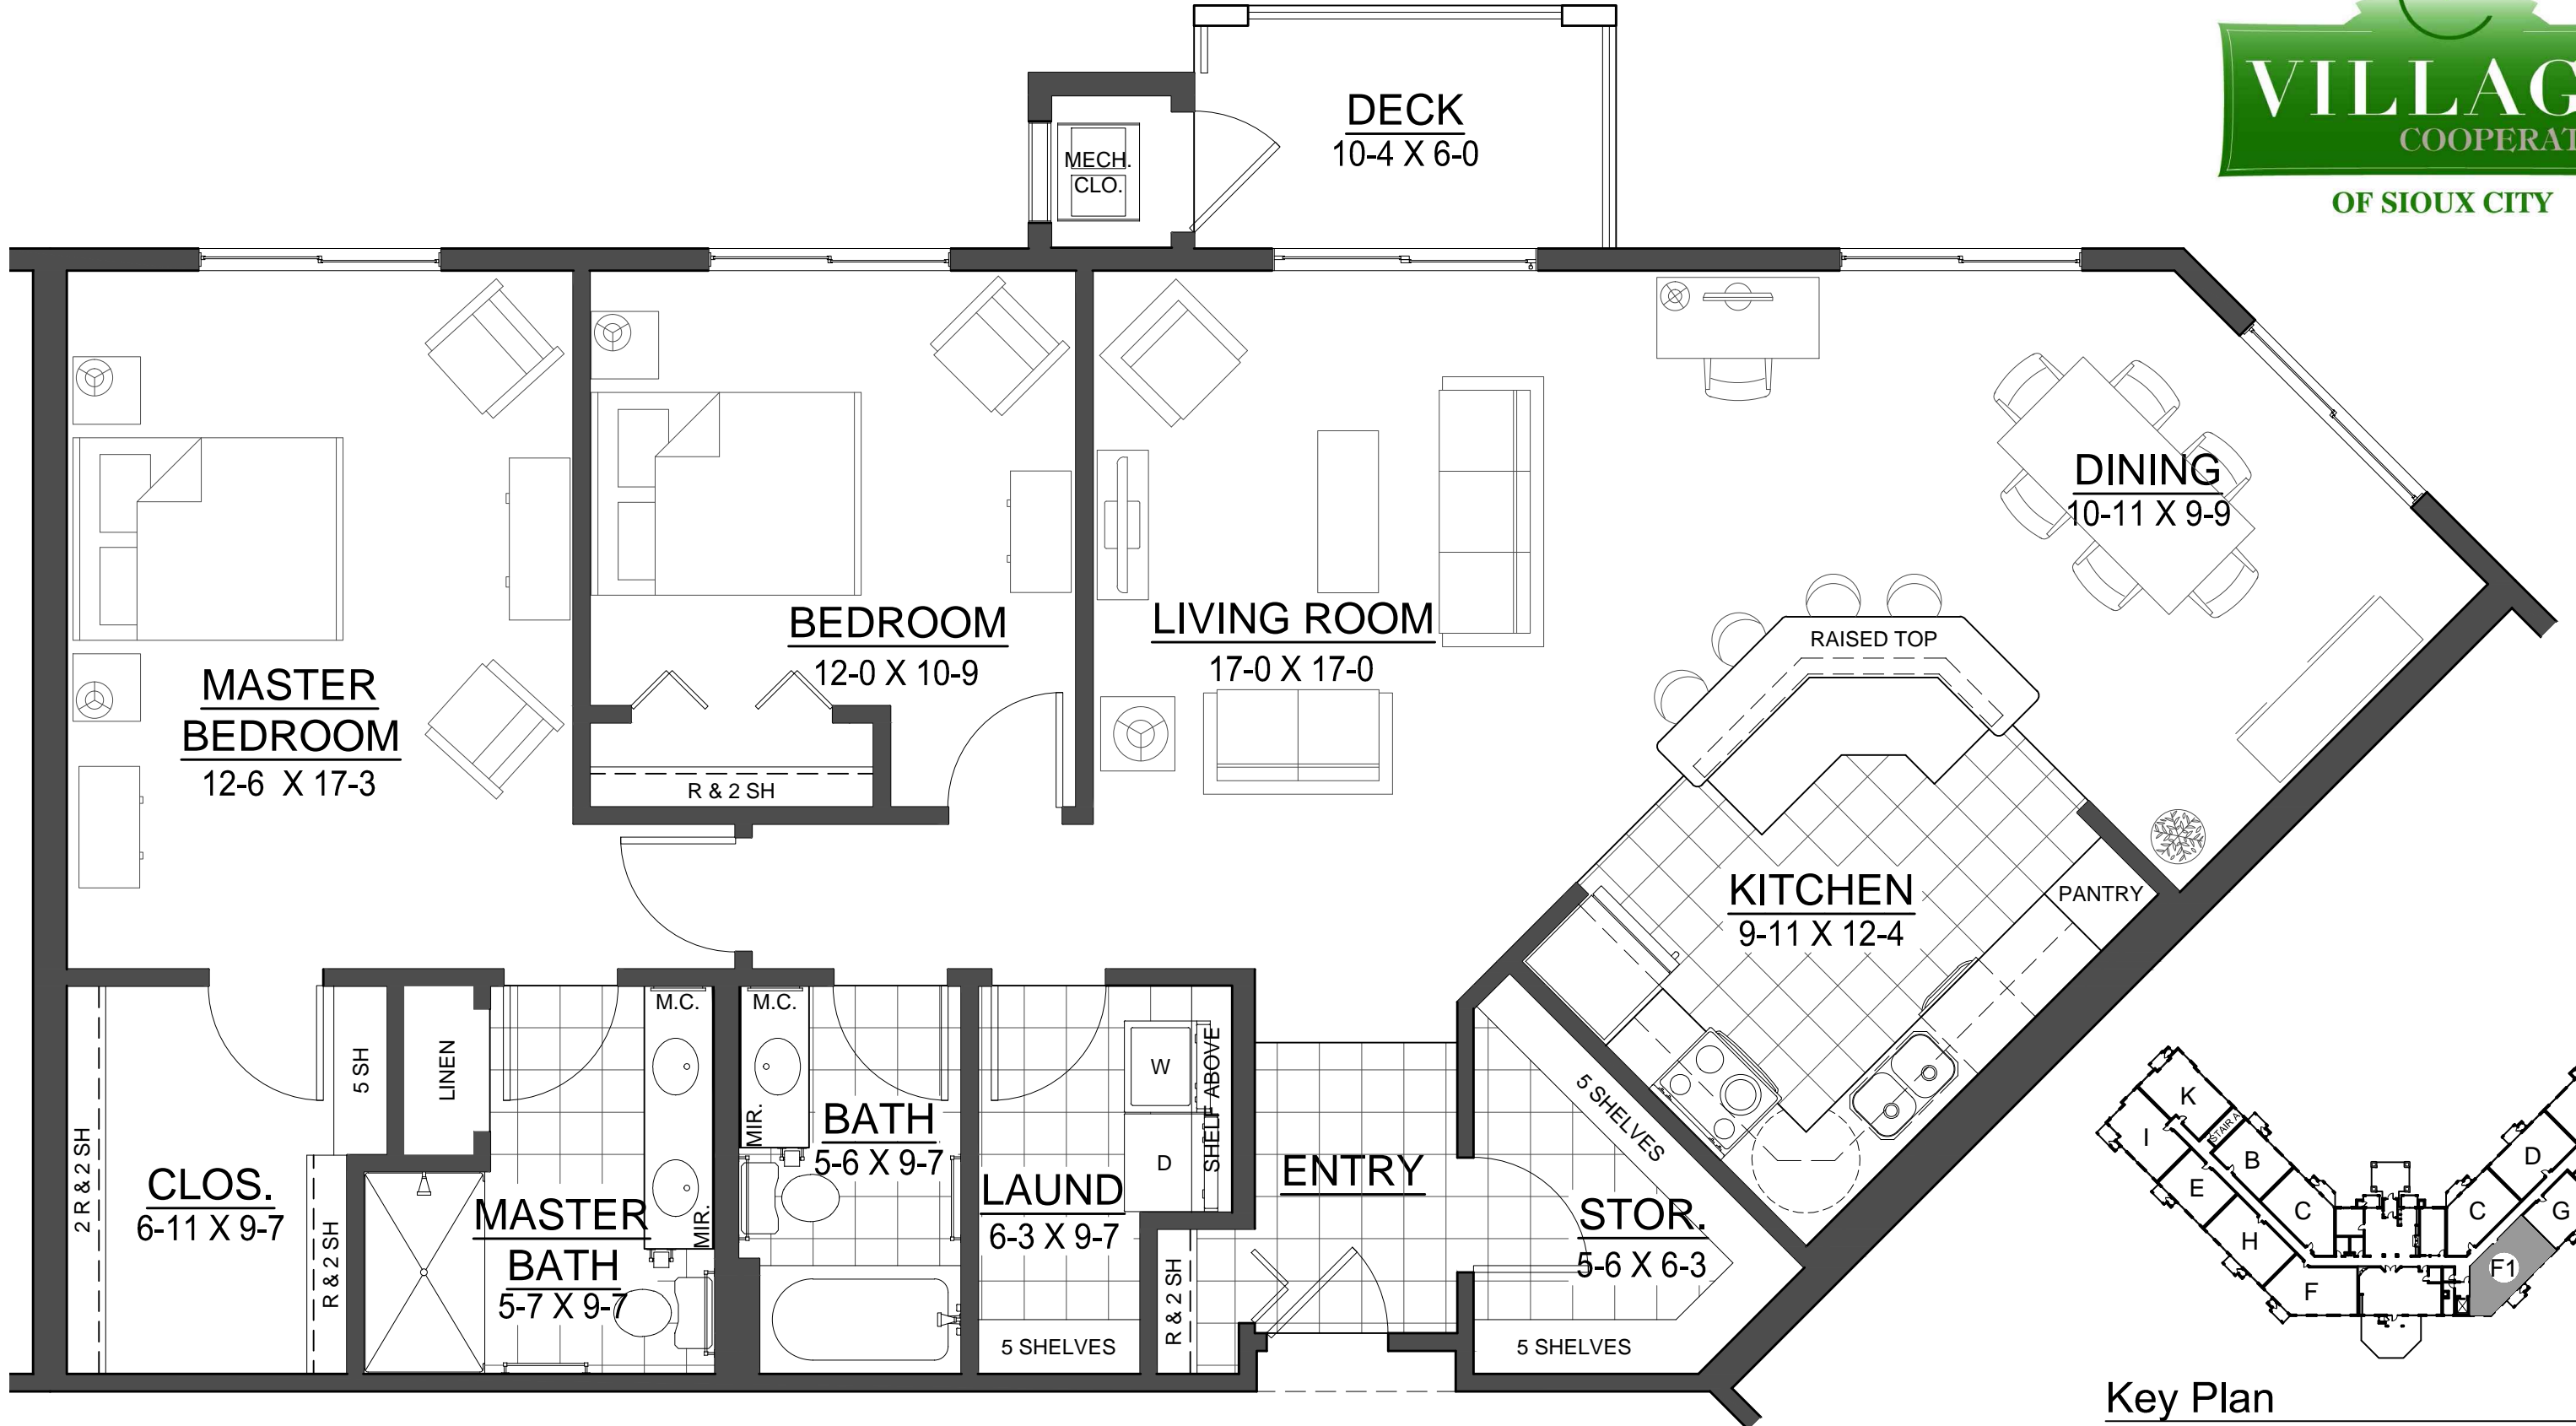 VILLAG
COOPERAT
OF SIOUX CITY
DECK
10-4 X 6-0
MECH.
CLO.
DINING
10-11 X 9-9
BEDROOM
12-0 X 10-9
LIVING ROOM
17-0 X 17-0
RAISED TOP
MASTER
BEDROOM
12-6 X 17-3
R & 2 SH
KITCHEN
9-11 X 12-4
PANTRY
M.C.
M.C.
5 SH
LINEN
W
SHELF ABOVE
D
MIR.
BATH
5-6 X 9-7
2 R & 2 SH
CLOS.
6-11 X 9-7
R & 2 SH
MASTER
BATH
5-7 X 9-7
MIR.
LAUND
6-3 X 9-7
5 SHELVES
R & 2 SH
ENTRY
5 SHELVES
STOR.
5-6 X 6-3
5 SHELVES
K
I
STAIR A
B
E
C
H
F
D
C
G
F1
Key Plan